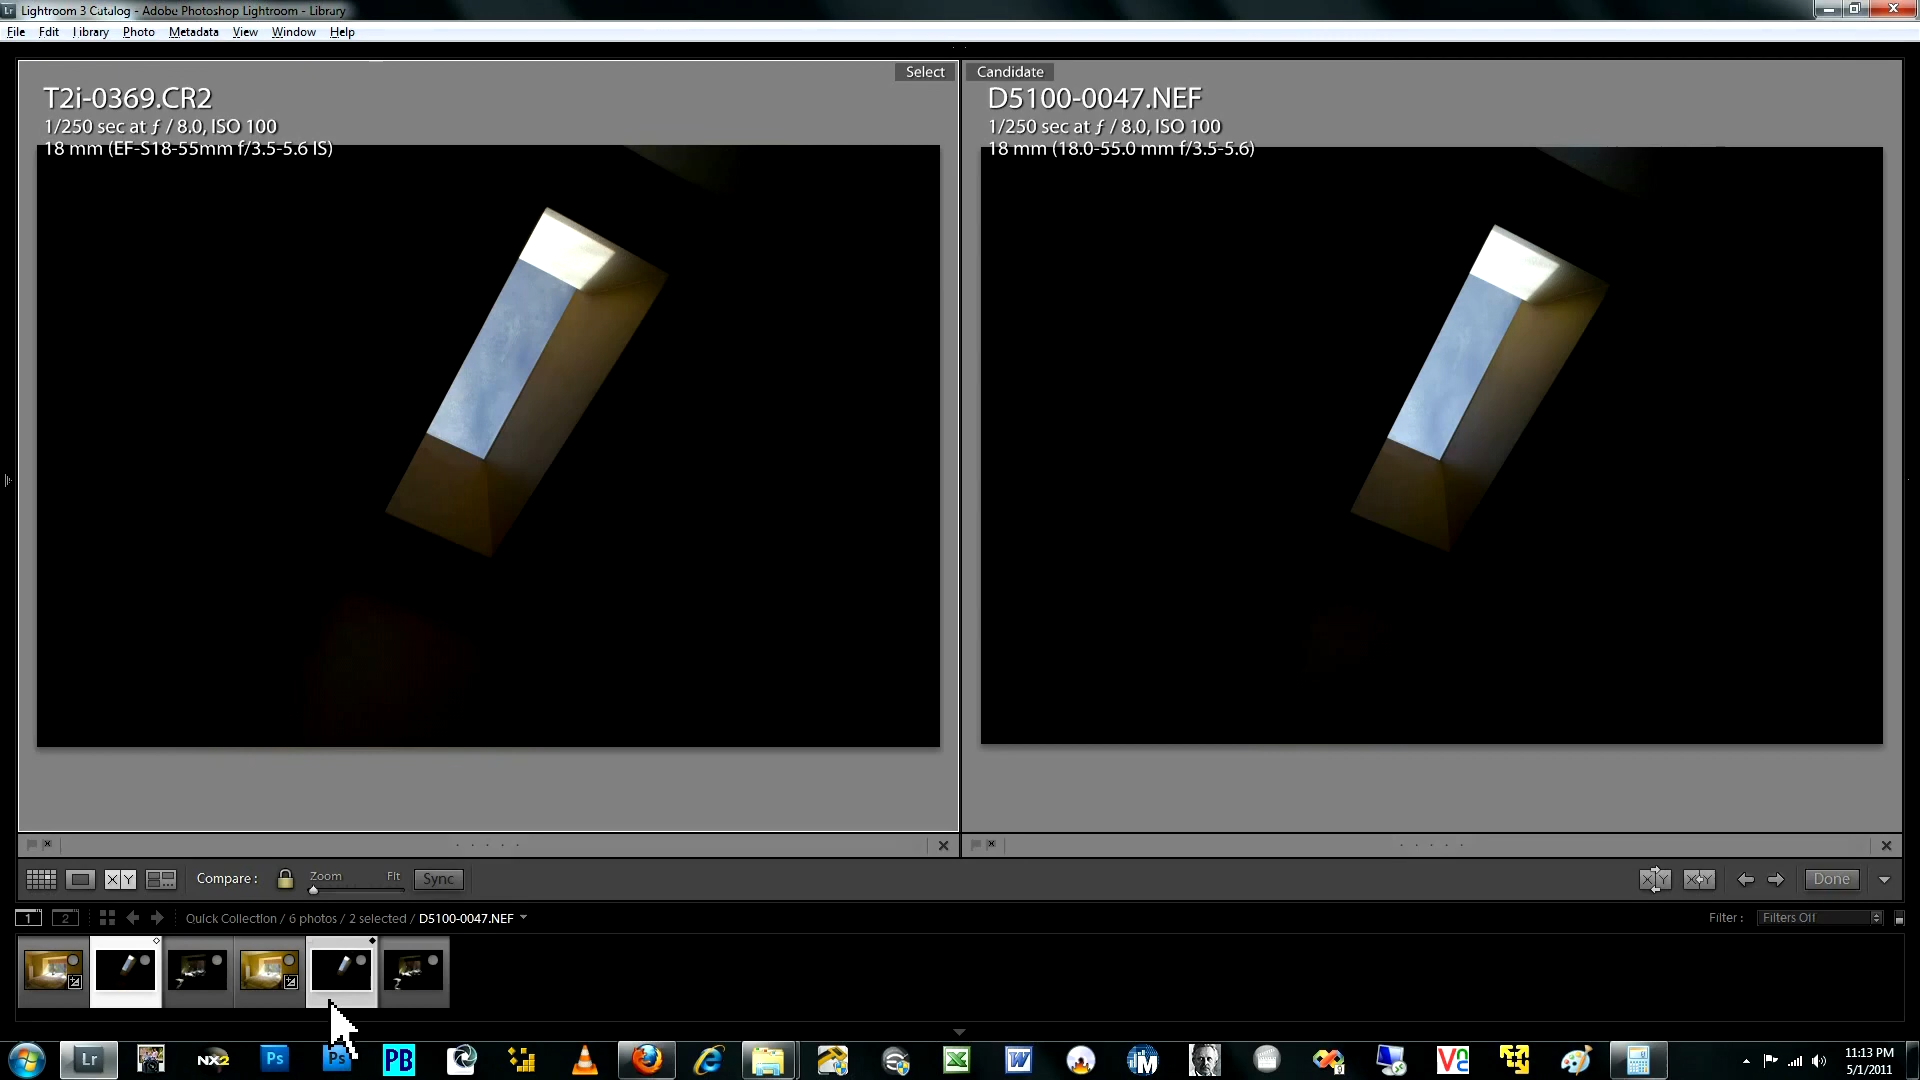 Lr Lightroom 3 Catalog - Adobe Photoshop Lightroom - Library
File Edit Library Photo Metadata View Window Help
Select
T2i-0369.CR2
1/250 sec at ƒ / 8.0, ISO 100
18 mm (EF-S18-55mm f/3.5-5.6 IS)
Candidate
D5100-0047.NEF
1/250 sec at ƒ / 8.0, ISO 100
18 mm (18.0-55.0 mm f/3.5-5.6)
X Y Compare : Zoom Fit Sync
X Y X Y Done
1 2 Quick Collection / 6 photos / 2 selected / D5100-0047.NEF Filter : Filters Off
Lr NX2 Ps Ps PB
11:13 PM
5/1/2011